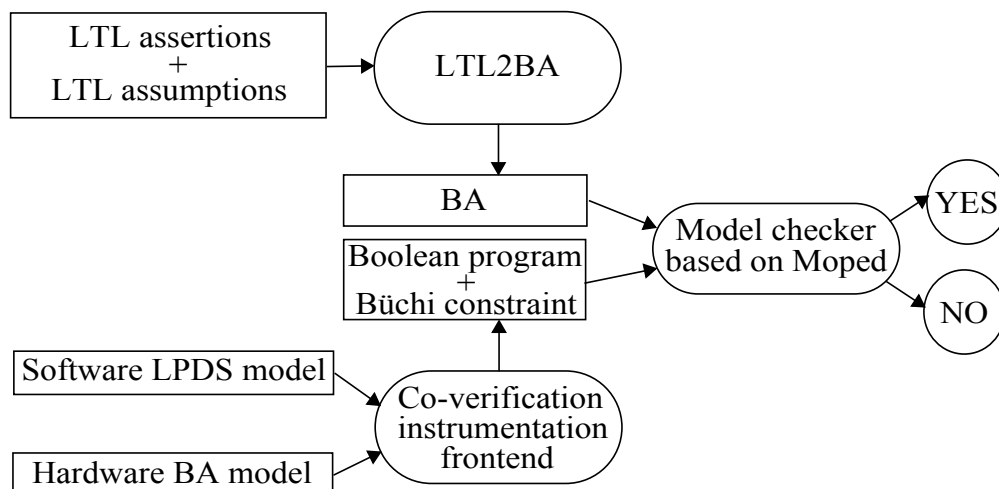 LTL assertions
+
LTL assumptions
LTL2BA
BA
Boolean program
+
Büchi constraint
Model checker
based on Moped
YES
NO
Software LPDS model
Hardware BA model
Co-verification
instrumentation
frontend